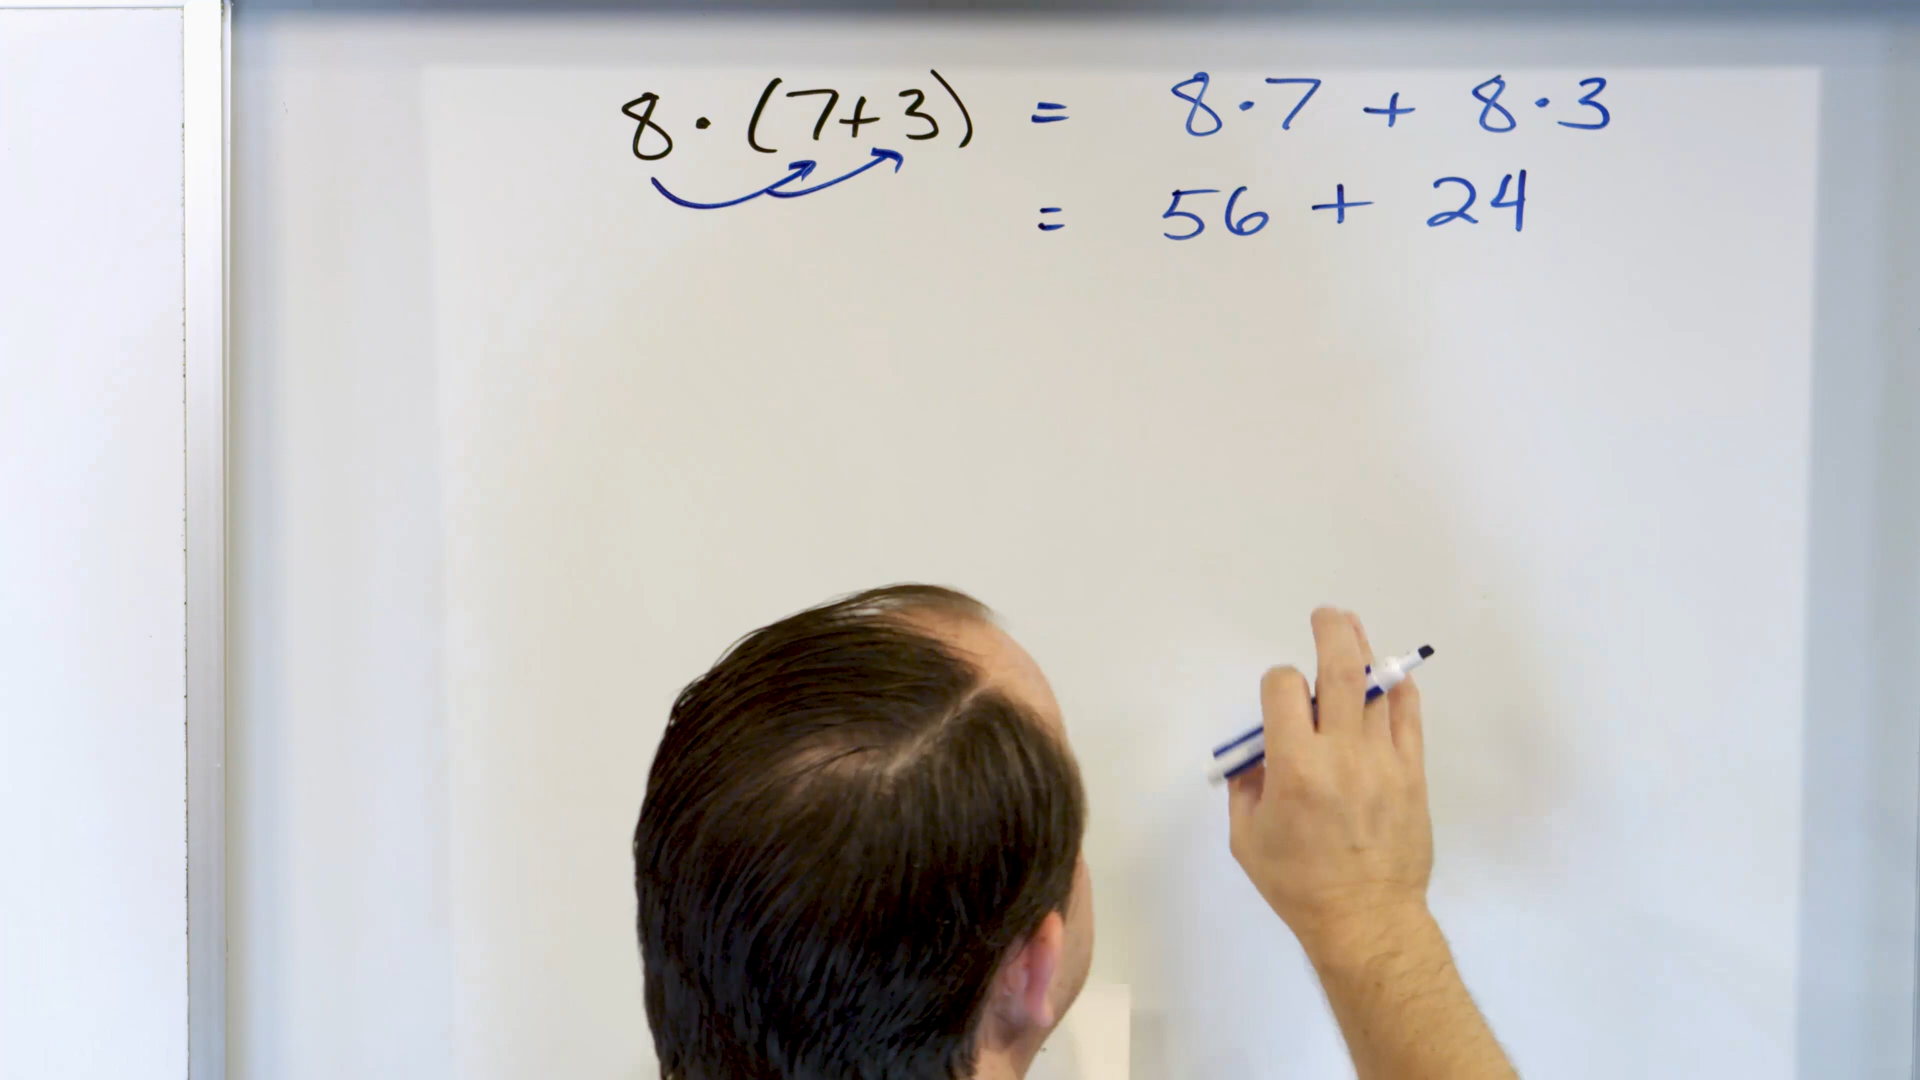 8 · (7+3) = 8·7 + 8·3
= 56 + 24